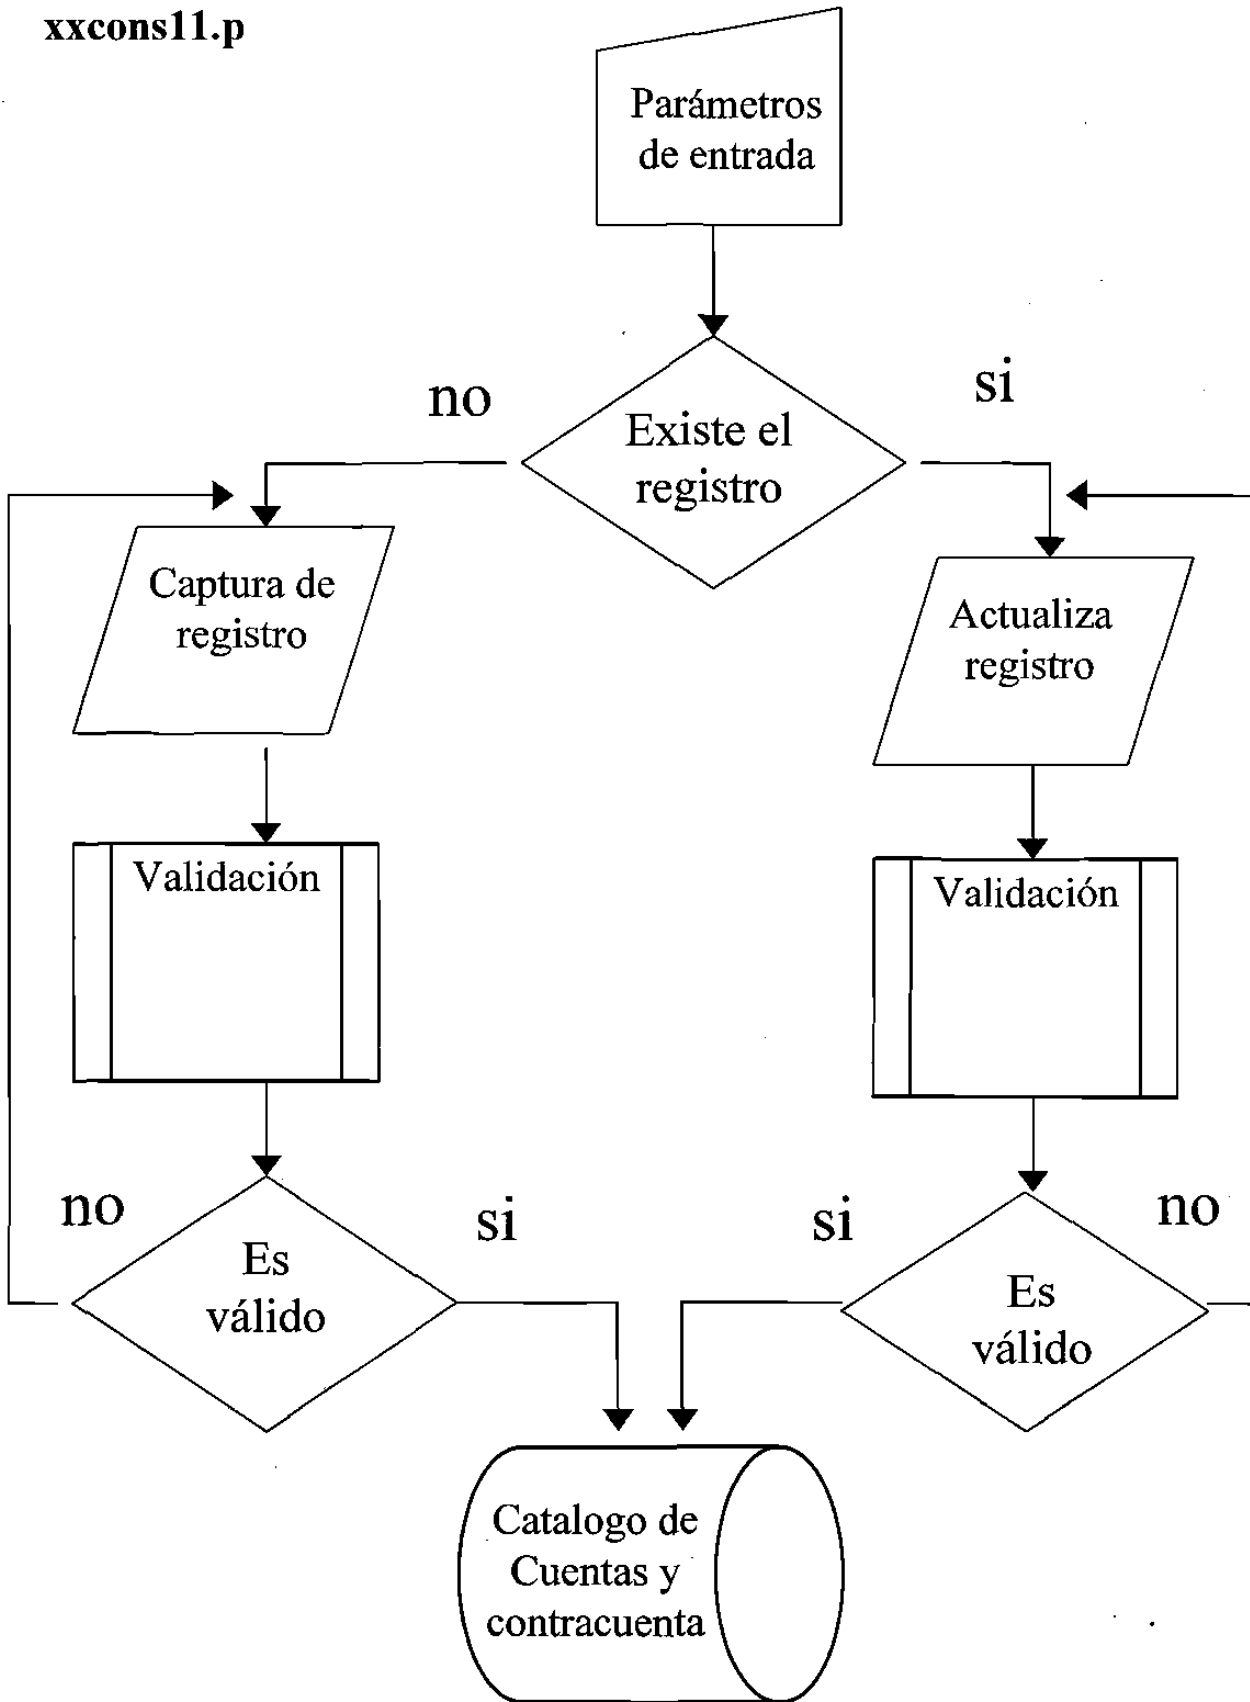 xxcons11.p
Parámetros
de entrada
no
si
Existe el
registro
Captura de
registro
Actualiza
registro
Validación
Validación
no
si
si
no
Es
válido
Es
válido
Catalogo de
Cuentas y
contracuenta